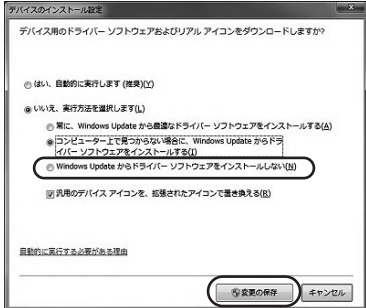 デバイスのインストール設定
デバイス用のドライバー ソフトウェアおよびリアル アイコンをダウンロードしますか?
はい、自動的に実行します (推奨)(Y)
いいえ、実行方法を選択します(L)
常に、Windows Update から最適なドライバー ソフトウェアをインストールする(A)
コンピューター上で見つからない場合に、Windows Update からドラ
イバー ソフトウェアをインストールする(I)
Windows Update からドライバー ソフトウェアをインストールしない(N)
汎用のデバイス アイコンを、拡張されたアイコンで置き換える(R)
自動的に実行する必要がある理由
変更の保存
キャンセル